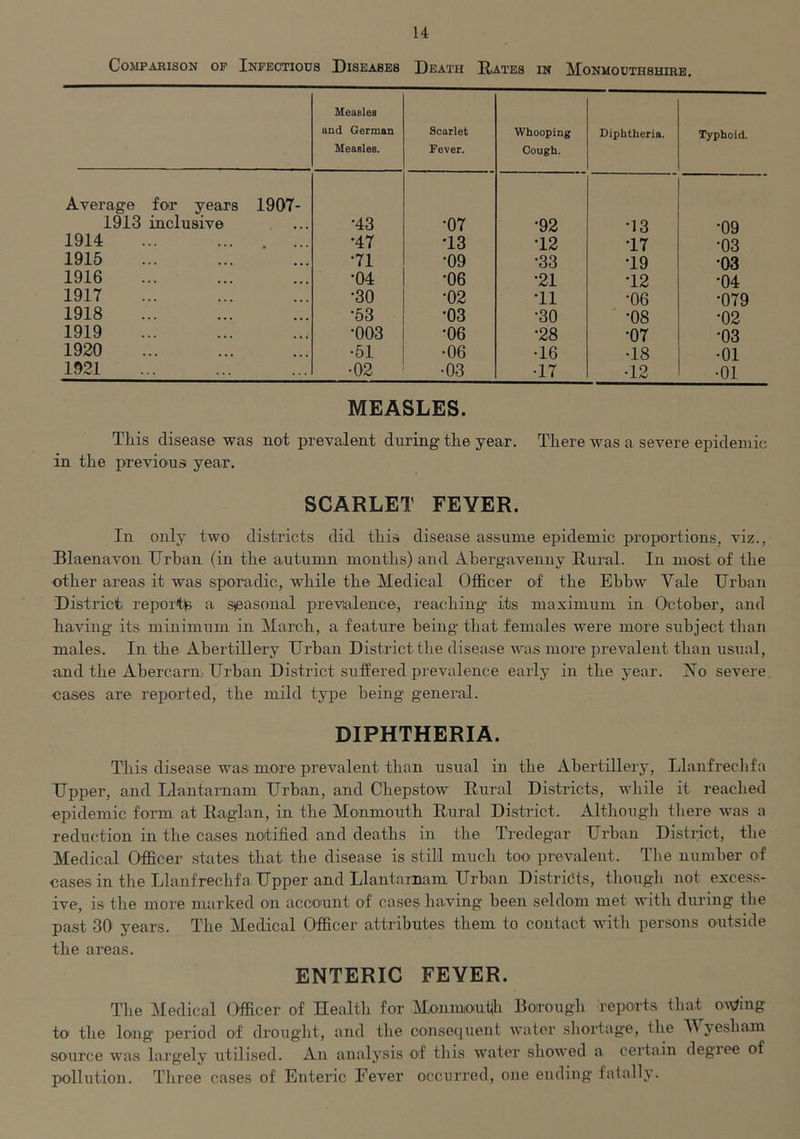 14
COMPARISON OF INFECTIOUS DISEASES DEATH RATES IN MONMOUTHSHIRE.
Measles and German Measles. Scarlet Fever. Whooping Cough. Diphtheria. Typhoid.
Average for years 1907-
1913 inclusive ... ·43 ·07 ·92 ·13 ·09
1914 ... ... . ... ·47 ·13 ·12 ·17 ·03
1915 ... ... ... ·71 ·09 ·33 ·19 ·03
1916 ... ... ... ·04 ·06 ·21 ·12 ·04
1917 ... ... ... ·30 ·02 ·11 ·06 ·079
1918 ... ... ... ·53 ·03 ·30 ·08 ·02
1919 ... ... ... ·003 ·06 ·28 ·07 ·03
1920 ... ... ... ·51 ·06 ·16 ·18 ·01
1921 ... ... ... ·02 ·03 ·17 ·12 ·01
MEASLES.
This disease was not prevalent during the year. There was a severe epidemic
in the previous year.
SCARLET FEVER.
In only two districts did this disease assume epidemic proportions, viz.,
Blaenavon Urban (in the autumn months) and Abergavenny Rural. In most of the
other areas it was sporadic, while the Medical Officer of the Ebbw Vale Urban
District reports a seasonal prevalence, reaching its maximum in October, and
having its minimum in March, a feature being that females were more subject than
males. In the Abertillery Urban District the disease was more prevalent than usual,
and the Abercarn Urban District suffered prevalence early in the year. No severe
cases are reported, the mild type being general.
DIPHTHERIA.
This disease was more prevalent than usual in the Abertillery, Llanfrechfa
Upper, and Llantarnam Urban, and Chepstow Rural Districts, while it reached
epidemic form at Raglan, in the Monmouth Rural District. Although there was a
reduction in the cases notified and deaths in the Tredegar Urban District, the
Medical Officer states that the disease is still much too prevalent. The number of
cases in the Llanfrechfa Upper and Llantarnam Urban Districts, though not excess-
ive, is the more marked on account of cases having been seldom met with during the
past 30 years. The Medical Officer attributes them to contact with persons outside
the areas.
ENTERIC FEVER.
The Medical Officer of Health for Monmouth Borough reports that owing
to the long period of drought, and the consequent water shortage, the Wyesham
source was largely utilised. An analysis of this water showed a certain degree of
pollution. Three cases of Enteric Fever occurred, one ending fatally.